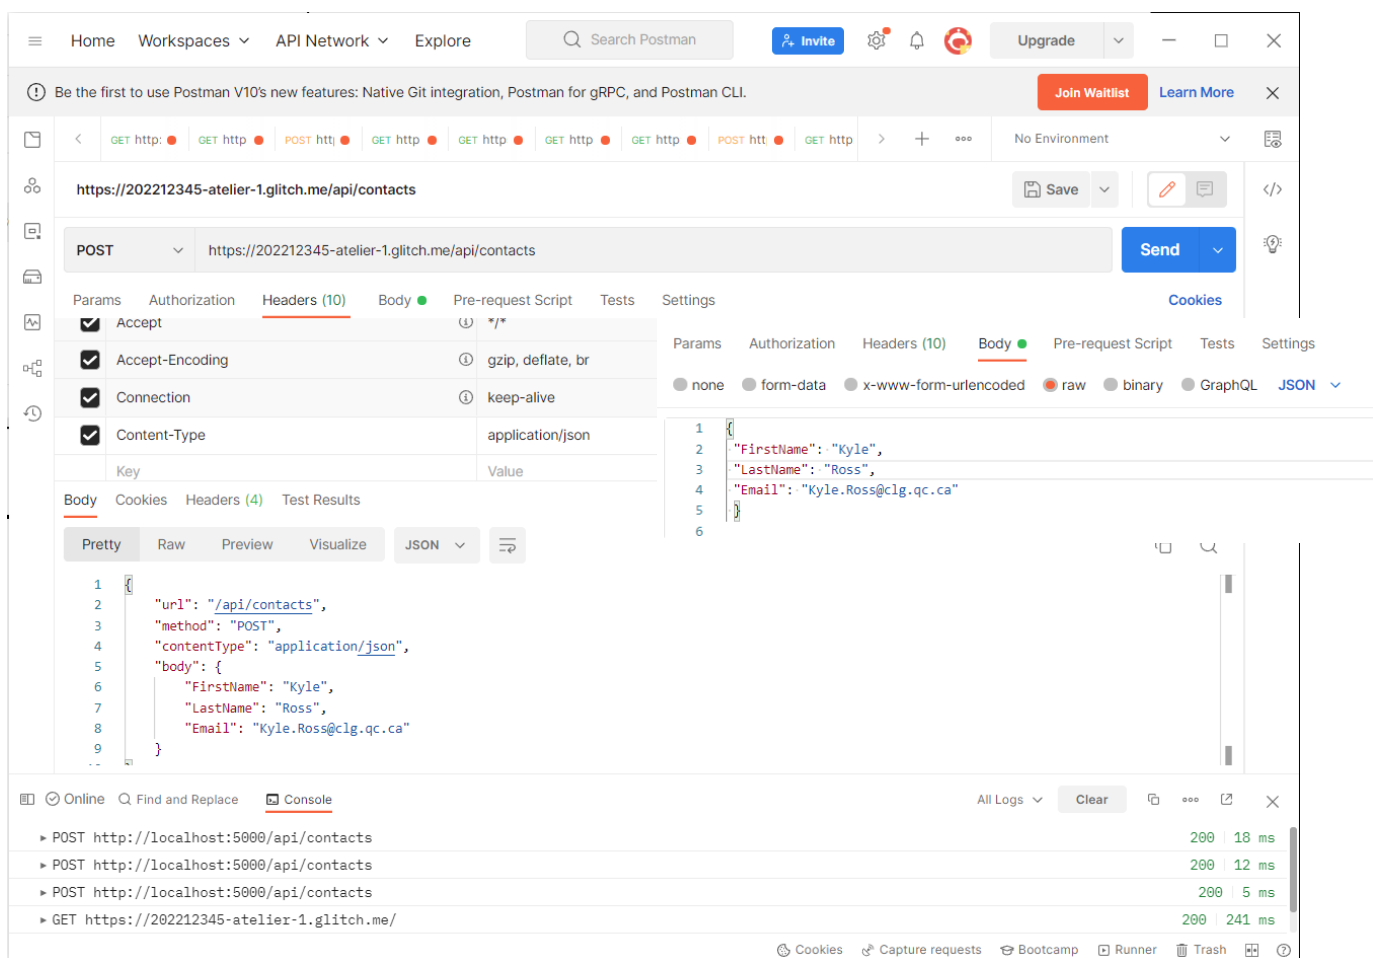 Home Workspaces API Network Explore Search Postman Invite Upgrade
Be the first to use Postman V10's new features: Native Git integration, Postman for gRPC, and Postman CLI. Join Waitlist Learn More
GET http: GET http GET http POST htt GET http GET http GET http GET http POST htt GET http No Environment
https://202212345-atelier-1.glitch.me/api/contacts Save
POST https://202212345-atelier-1.glitch.me/api/contacts Send
Params Authorization Headers (10) Body Pre-request Script Tests Settings Cookies
Accept */*
Accept-Encoding gzip, deflate, br
Connection keep-alive
Content-Type application/json
Key Value
Params Authorization Headers (10) Body Pre-request Script Tests Settings
none form-data x-www-form-urlencoded raw binary GraphQL JSON
1 {
2 "FirstName": "Kyle",
3 "LastName": "Ross",
4 "Email": "Kyle.Ross@clg.qc.ca"
5 }
6
Body Cookies Headers (4) Test Results
Pretty Raw Preview Visualize JSON
1 {
2 "url": "/api/contacts",
3 "method": "POST",
4 "contentType": "application/json",
5 "body": {
6 "FirstName": "Kyle",
7 "LastName": "Ross",
8 "Email": "Kyle.Ross@clg.qc.ca"
9 }
Online Find and Replace Console All Logs Clear
POST http://localhost:5000/api/contacts 200 18 ms
POST http://localhost:5000/api/contacts 200 12 ms
POST http://localhost:5000/api/contacts 200 5 ms
GET https://202212345-atelier-1.glitch.me/ 200 241 ms
Cookies Capture requests Bootcamp Runner Trash